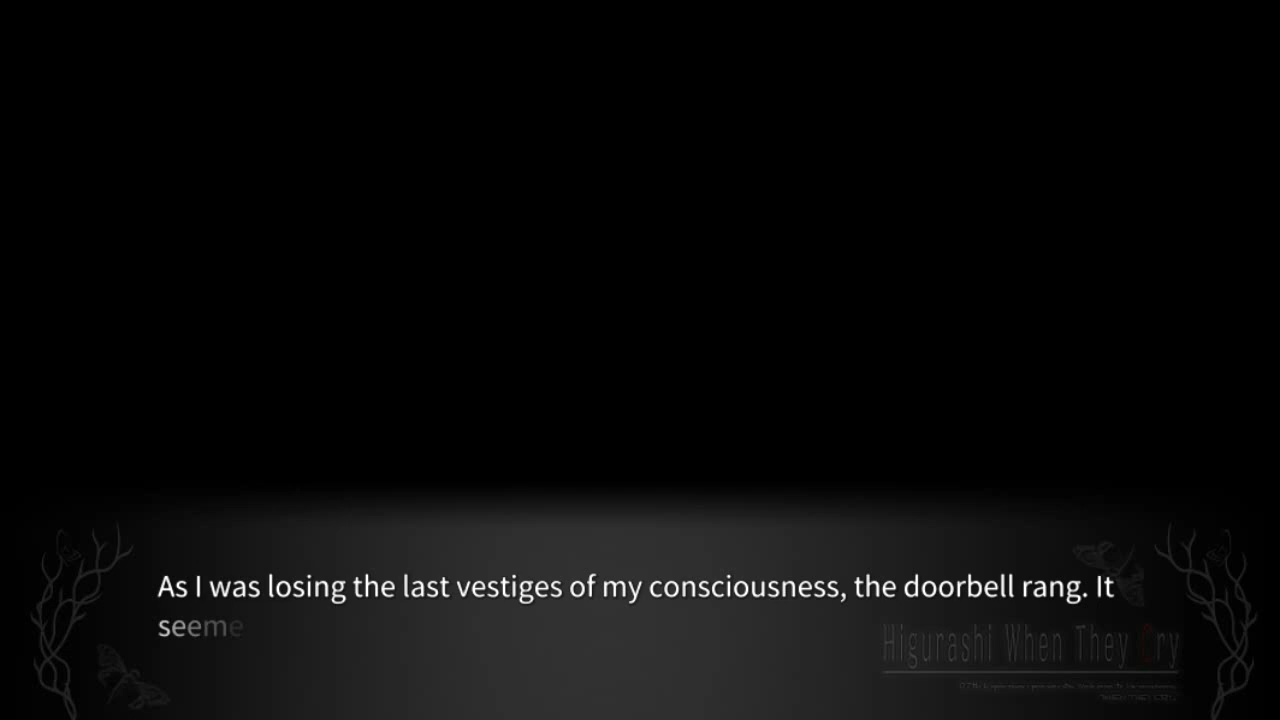 As I was losing the last vestiges of my consciousness, the doorbell rang. It
seeme
Higurashi When They Cry